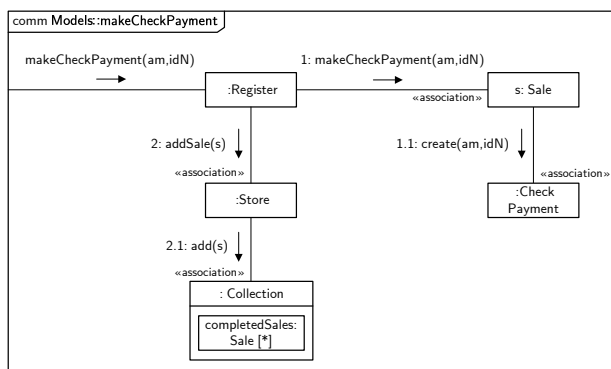 comm Models::makeCheckPayment
makeCheckPayment(am,idN)
1: makeCheckPayment(am,idN)
:Register
«association»
s: Sale
2: addSale(s)
1.1: create(am,idN)
«association»
«association»
:Store
:Check
Payment
2.1: add(s)
«association»
: Collection
completedSales:
Sale [*]